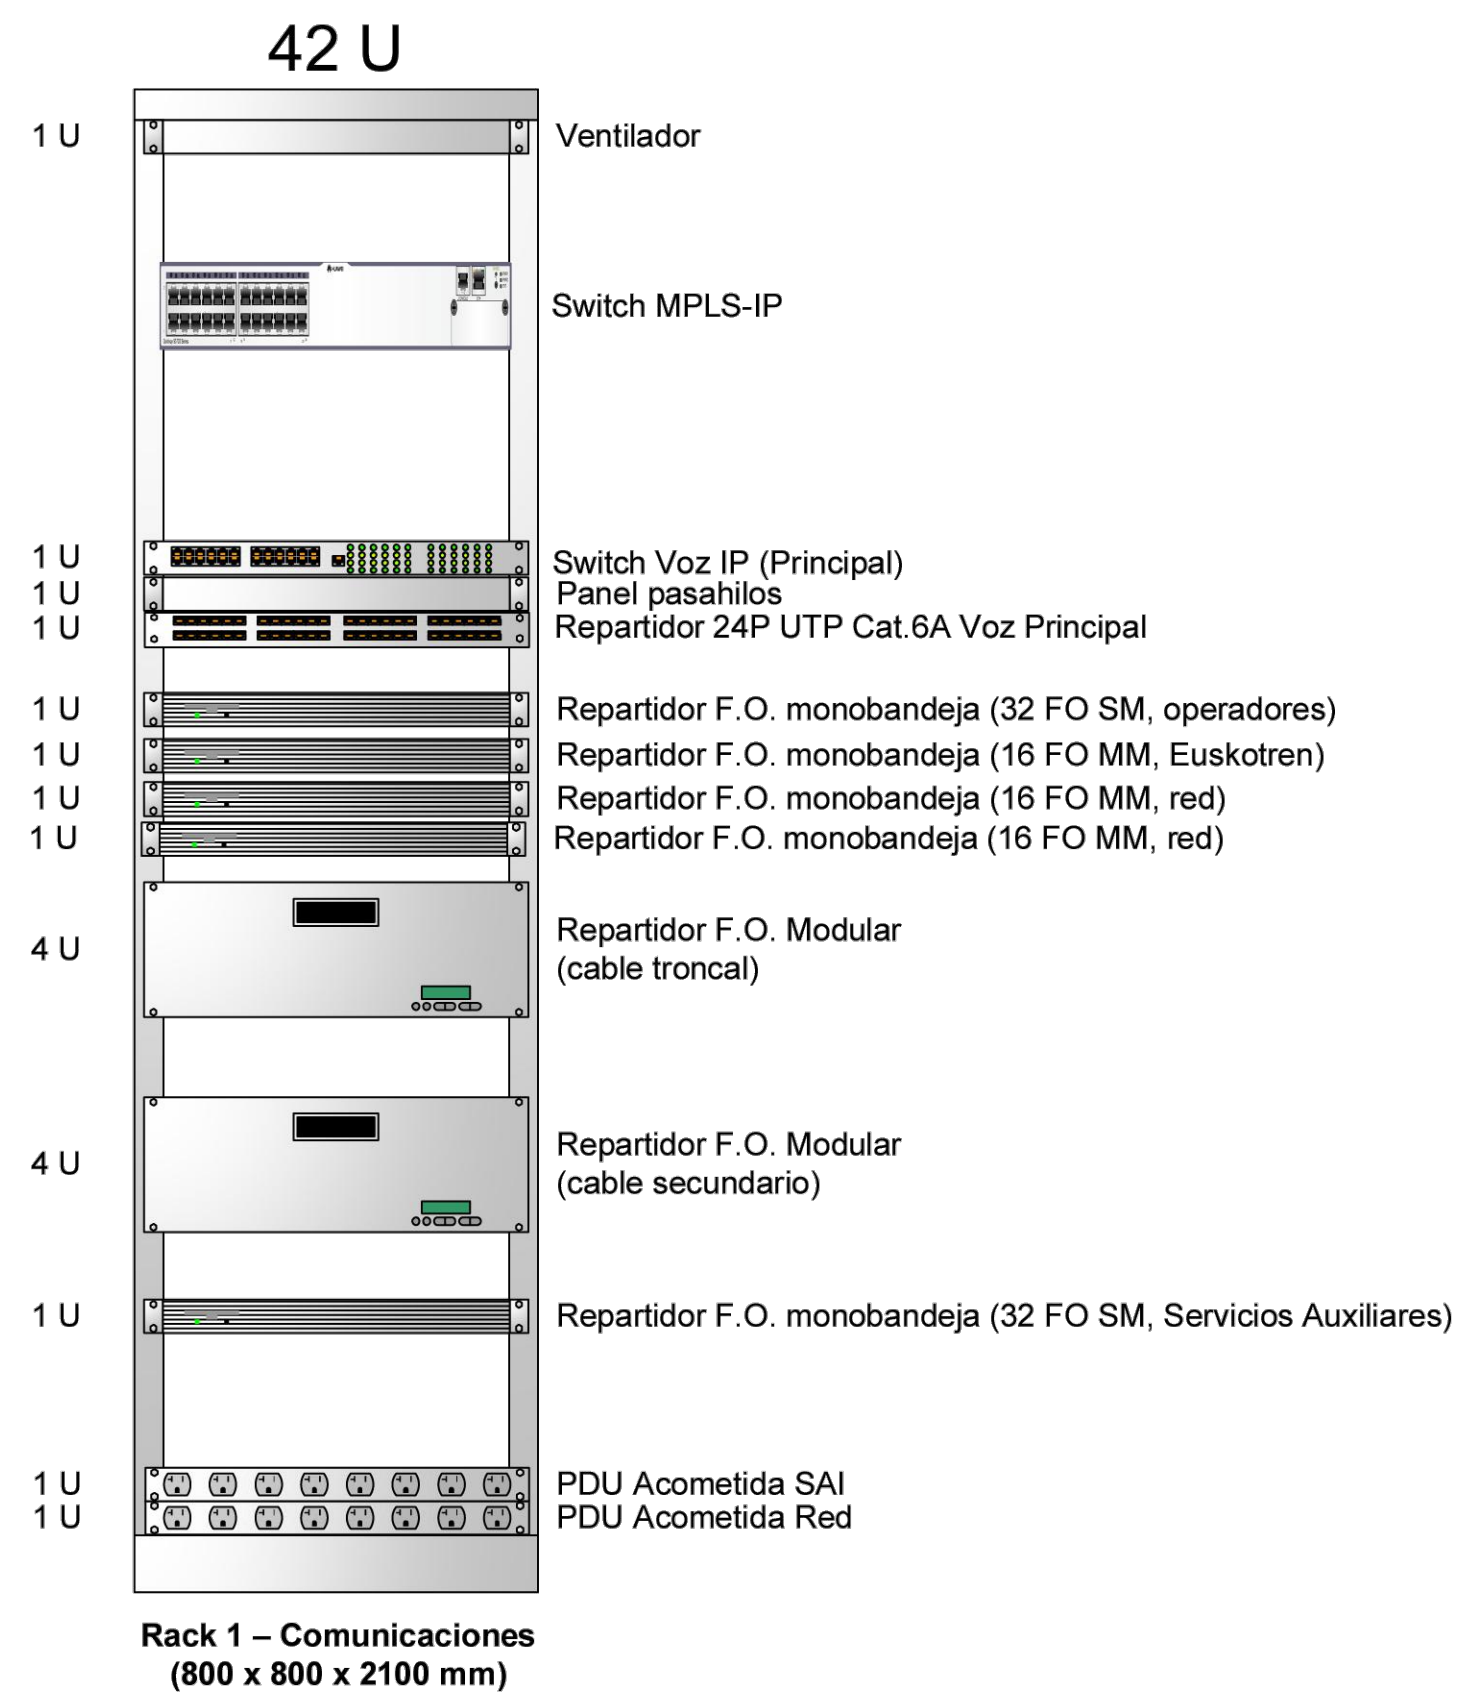 42 U
1 U Ventilador
Switch MPLS-IP
1 U Switch Voz IP (Principal)
1 U Panel pasahilos
1 U Repartidor 24P UTP Cat.6A Voz Principal
1 U Repartidor F.O. monobandeja (32 FO SM, operadores)
1 U Repartidor F.O. monobandeja (16 FO MM, Euskotren)
1 U Repartidor F.O. monobandeja (16 FO MM, red)
1 U Repartidor F.O. monobandeja (16 FO MM, red)
4 U Repartidor F.O. Modular
(cable troncal)
4 U Repartidor F.O. Modular
(cable secundario)
1 U Repartidor F.O. monobandeja (32 FO SM, Servicios Auxiliares)
1 U PDU Acometida SAI
1 U PDU Acometida Red
Rack 1 – Comunicaciones
(800 x 800 x 2100 mm)